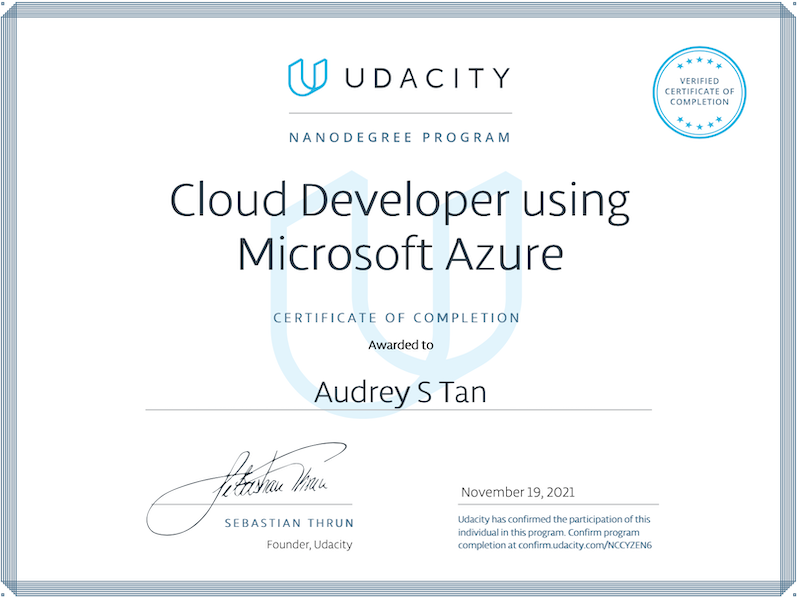 UDACITY
VERIFIED
CERTIFICATE OF
COMPLETION
NANODEGREE PROGRAM
Cloud Developer using
Microsoft Azure
CERTIFICATE OF COMPLETION
Awarded to
Audrey S Tan
Sebastian Thrun
SEBASTIAN THRUN
Founder, Udacity
November 19, 2021
Udacity has confirmed the participation of this
individual in this program. Confirm program
completion at confirm.udacity.com/NCCYZEN6